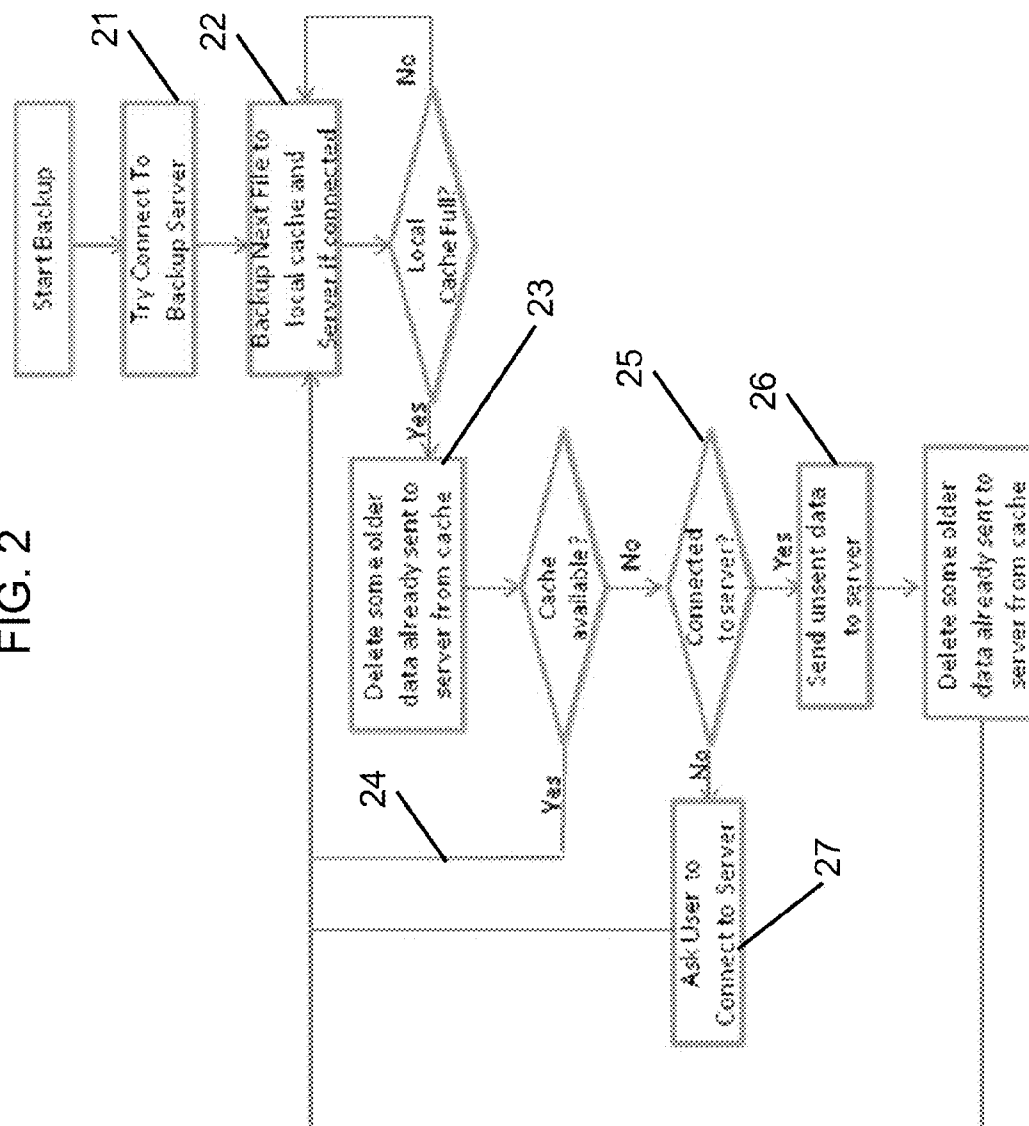 FIG. 2
Start Backup
21
Try Connect To
Backup Server
22
Backup Next File to
local cache and
Server if connected
Local
Cache Full?
No
Yes
23
Delete some older
data already sent to
server from cache
Cache
available?
Yes
24
No
25
Connected
to server?
No
Ask User to
Connect to Server
27
Yes
26
Send unsent data
to server
Delete some older
data already sent to
server from cache